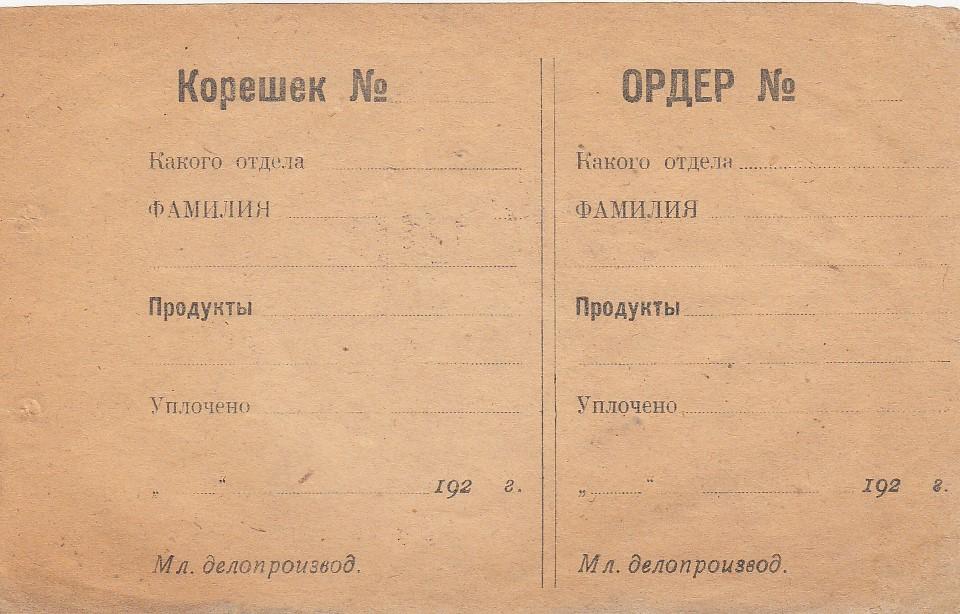 Корешек №
Какого отдела
ФАМИЛИЯ
Продукты
Уплочено
„ “ 192 г.
Мл. делопроизвод.
ОРДЕР №
Какого отдела
ФАМИЛИЯ
Продукты
Уплочено
„ “ 192 г.
Мл. делопроизвод.